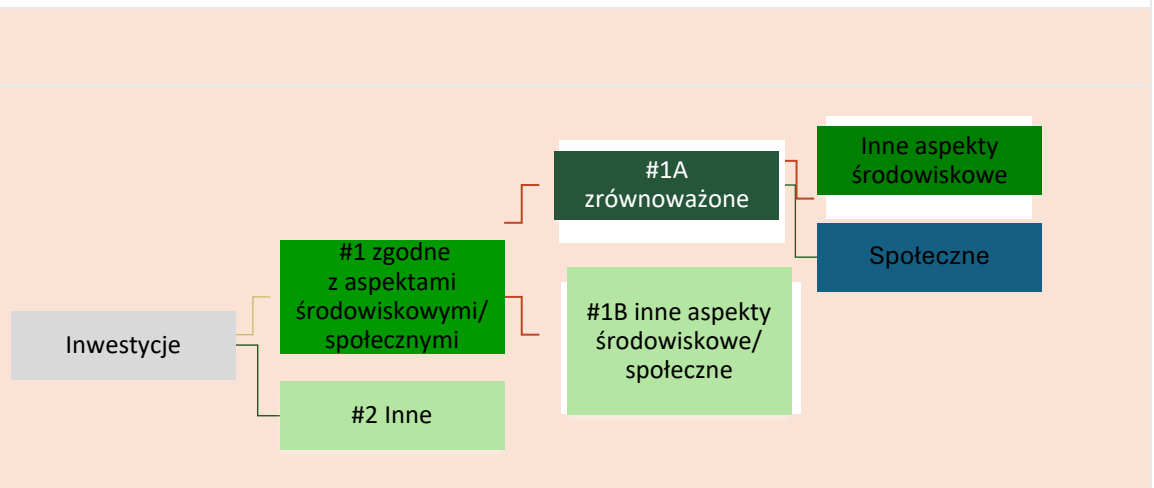 Inwestycje
#1 zgodne
z aspektami
środowiskowymi/
społecznymi
#2 Inne
#1A
zrównoważone
#1B inne aspekty
środowiskowe/
społeczne
Inne aspekty
środowiskowe
Społeczne